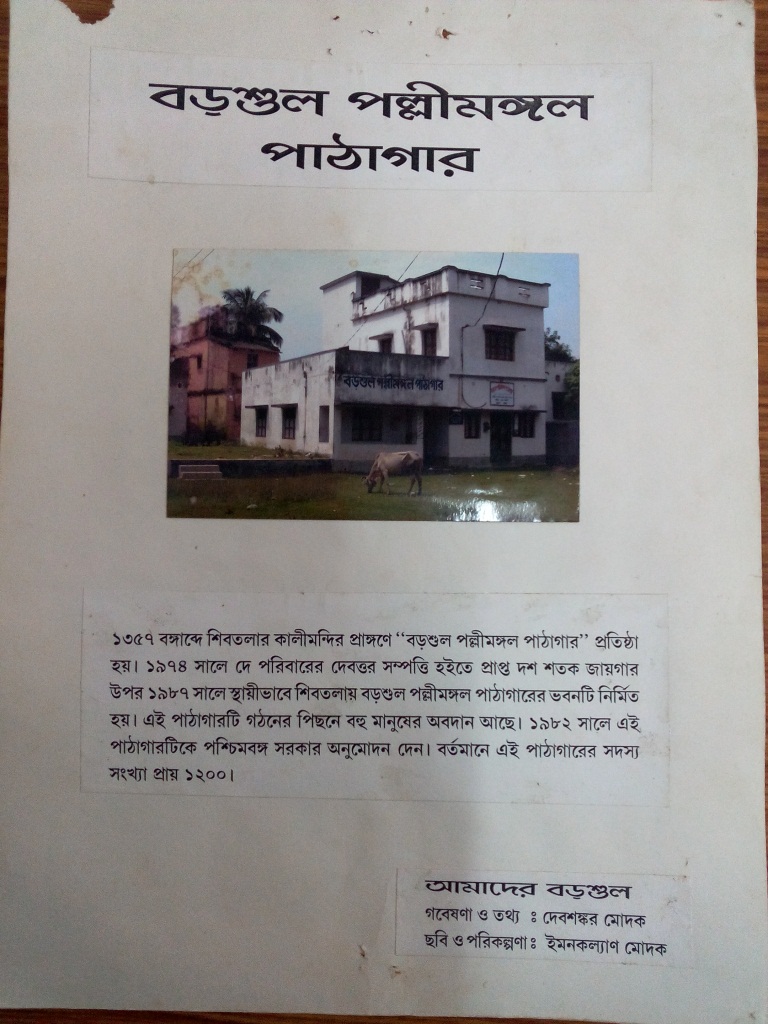 বড়শুল পল্লীমঙ্গল
পাঠাগার
বড়শুল পল্লীমঙ্গল পাঠাগার
১৩৫৭ বঙ্গাব্দে শিবতলার কালীমন্দির প্রাঙ্গণে “বড়শুল পল্লীমঙ্গল পাঠাগার” প্রতিষ্ঠা
হয়। ১৯৭৪ সালে দে পরিবারের দেবত্তর সম্পত্তি হইতে প্রাপ্ত দশ শতক জায়গার
উপর ১৯৮৭ সালে স্থায়ীভাবে শিবতলায় বড়শুল পল্লীমঙ্গল পাঠাগারের ভবনটি নির্মিত
হয়। এই পাঠাগারটি গঠনের পিছনে বহু মানুষের অবদান আছে। ১৯৮২ সালে এই
পাঠাগারটিকে পশ্চিমবঙ্গ সরকার অনুমোদন দেন। বর্তমানে এই পাঠাগারের সদস্য
সংখ্যা প্রায় ১২০০।
আমাদের বড়শুল
গবেষণা ও তথ্য : দেবশঙ্কর মোদক
ছবি ও পরিকল্পণা : ইমনকল্যাণ মোদক